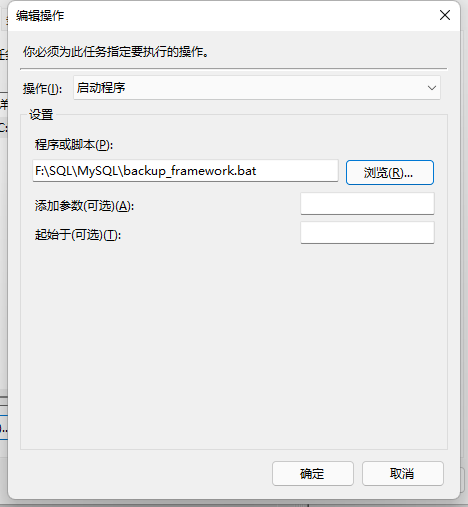 编辑操作
你必须为此任务指定要执行的操作。
操作(I): 启动程序
设置
程序或脚本(P):
F:\SQL\MySQL\backup_framework.bat 浏览(R)...
添加参数(可选)(A):
起始于(可选)(T):
确定 取消